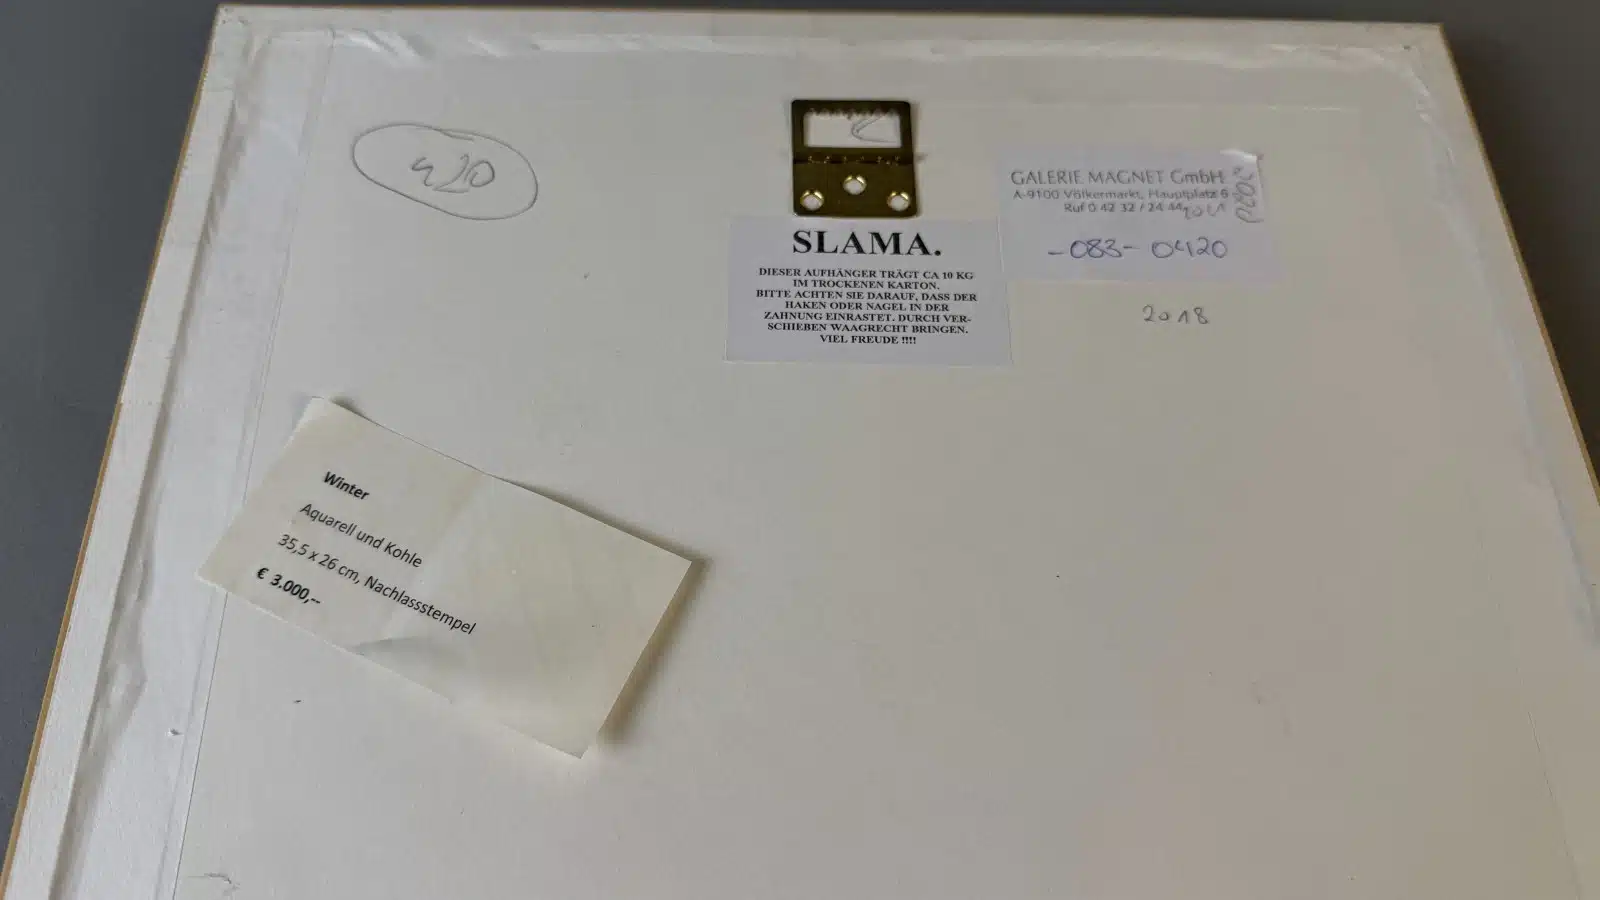 420
GALERIE MAGNET GmbH
A-9100 Völkermarkt, Hauptplatz 6
Ruf 0 42 32 / 24 44
-083- 0420
2018
SLAMA.
DIESER AUFHÄNGER TRÄGT CA 10 KG
IM TROCKENEN KARTON.
BITTE ACHTEN SIE DARAUF, DASS DER
HAKEN ODER NAGEL IN DER
ZAHNUNG EINRASTET. DURCH VER-
SCHIEBEN WAAGRECHT BRINGEN.
VIEL FREUDE !!!!
Winter
Aquarell und Kohle
35,5 x 26 cm, Nachlassstempel
€ 3.000,--